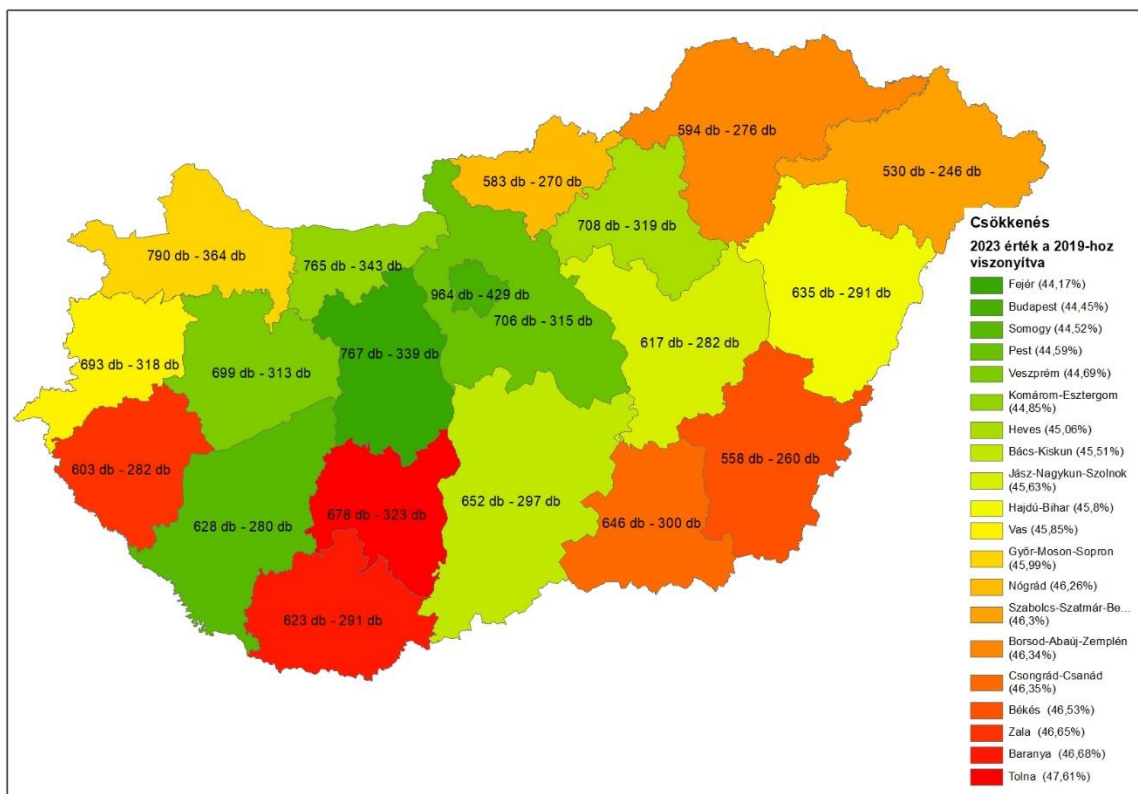 594 db - 276 db
583 db - 270 db
530 db - 246 db
708 db - 319 db
790 db - 364 db
765 db - 343 db
964 db - 429 db
635 db - 291 db
706 db - 315 db
617 db - 282 db
767 db - 339 db
693 db - 318 db
699 db - 313 db
603 db - 282 db
558 db - 260 db
652 db - 297 db
678 db - 323 db
646 db - 300 db
628 db - 280 db
623 db - 291 db
Csökkenés
2023 érték a 2019-hoz
viszonyítva
Fejér (44,17%)
Budapest (44,45%)
Somogy (44,52%)
Pest (44,59%)
Veszprém (44,69%)
Komárom-Esztergom
(44,85%)
Heves (45,06%)
Bács-Kiskun (45,51%)
Jász-Nagykun-Szolnok
(45,63%)
Hajdú-Bihar (45,8%)
Vas (45,85%)
Győr-Moson-Sopron
(45,99%)
Nógrád (46,26%)
Szabolcs-Szatmár-Be...
(46,3%)
Borsod-Abaúj-Zemplén
(46,34%)
Csongrád-Csanád
(46,35%)
Békés (46,53%)
Zala (46,65%)
Baranya (46,68%)
Tolna (47,61%)